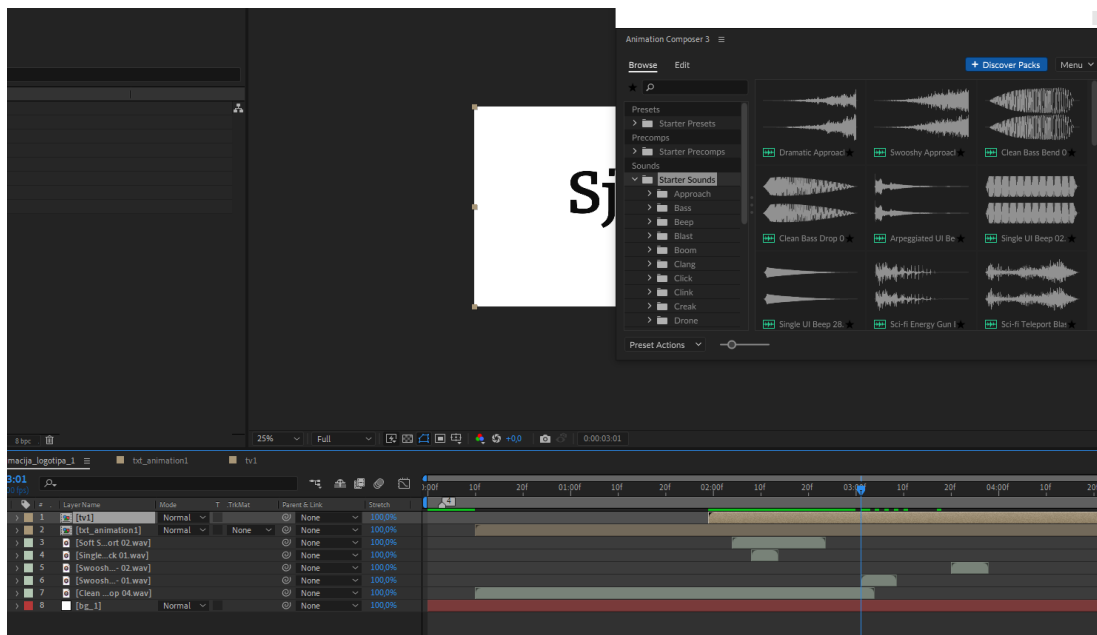 Animation Composer 3
Browse Edit
+ Discover Packs Menu
Presets
Starter Presets
Precomps
Starter Precomps
Sounds
Starter Sounds
Approach
Bass
Beep
Blast
Boom
Clang
Click
Clink
Creak
Drone
Dramatic Approach Swooshy Approach Clean Bass Bend 0
Clean Bass Drop 0 Arpeggiated UI Be Single UI Beep 02.
Single UI Beep 28. Sci-fi Energy Gun Sci-fi Teleport Blas
Preset Actions
Sj
8 bpc
25% Full +0,0 0:00:03:01
macija_logotipa_1 txt_animation1 tv1
3:01
:00f 10f 20f 01:00f 10f 20f 02:00f 10f 20f 03:00f 10f 20f 04:00f 10f 20
# Layer Name Mode T .TrkMat Parent & Link Stretch
4
1 [tv1] Normal None 100,0%
2 [txt_animation1] Normal None None 100,0%
3 [Soft S...ort 02.wav] None 100,0%
4 [Single...ck 01.wav] None 100,0%
5 [Swoosh...- 02.wav] None 100,0%
6 [Swoosh...- 01.wav] None 100,0%
7 [Clean ...op 04.wav] None 100,0%
8 [bg_1] Normal None 100,0%